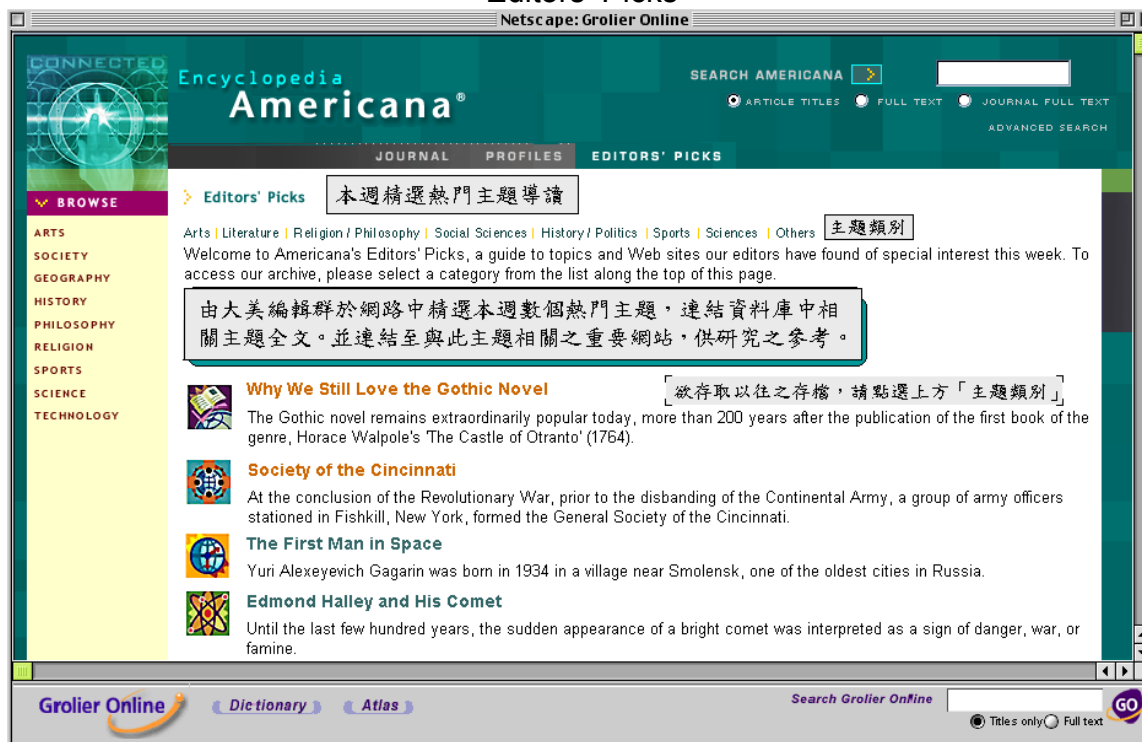 Editors' Picks
Netscape: Grolier Online
CONNECTED
Encyclopedia
Americana®
SEARCH AMERICANA
ARTICLE TITLES FULL TEXT JOURNAL FULL TEXT
ADVANCED SEARCH
JOURNAL PROFILES EDITORS' PICKS
BROWSE
ARTS
SOCIETY
GEOGRAPHY
HISTORY
PHILOSOPHY
RELIGION
SPORTS
SCIENCE
TECHNOLOGY
Editors' Picks 本週精選熱門主題導讀
Arts | Literature | Religion / Philosophy | Social Sciences | History / Politics | Sports | Sciences | Others 主題類別
Welcome to Americana's Editors' Picks, a guide to topics and Web sites our editors have found of special interest this week. To
access our archive, please select a category from the list along the top of this page.
由大美編輯群於網路中精選本週數個熱門主題，連結資料庫中相
關主題全文。並連結至與此主題相關之重要網站，供研究之參考。
Why We Still Love the Gothic Novel
欲存取以往之存檔，請點選上方「主題類別」
The Gothic novel remains extraordinarily popular today, more than 200 years after the publication of the first book of the
genre, Horace Walpole's 'The Castle of Otranto' (1764).
Society of the Cincinnati
At the conclusion of the Revolutionary War, prior to the disbanding of the Continental Army, a group of army officers
stationed in Fishkill, New York, formed the General Society of the Cincinnati.
The First Man in Space
Yuri Alexeyevich Gagarin was born in 1934 in a village near Smolensk, one of the oldest cities in Russia.
Edmond Halley and His Comet
Until the last few hundred years, the sudden appearance of a bright comet was interpreted as a sign of danger, war, or
famine.
Grolier Online
Dictionary Atlas
Search Grolier Online
GO
Titles only Full text